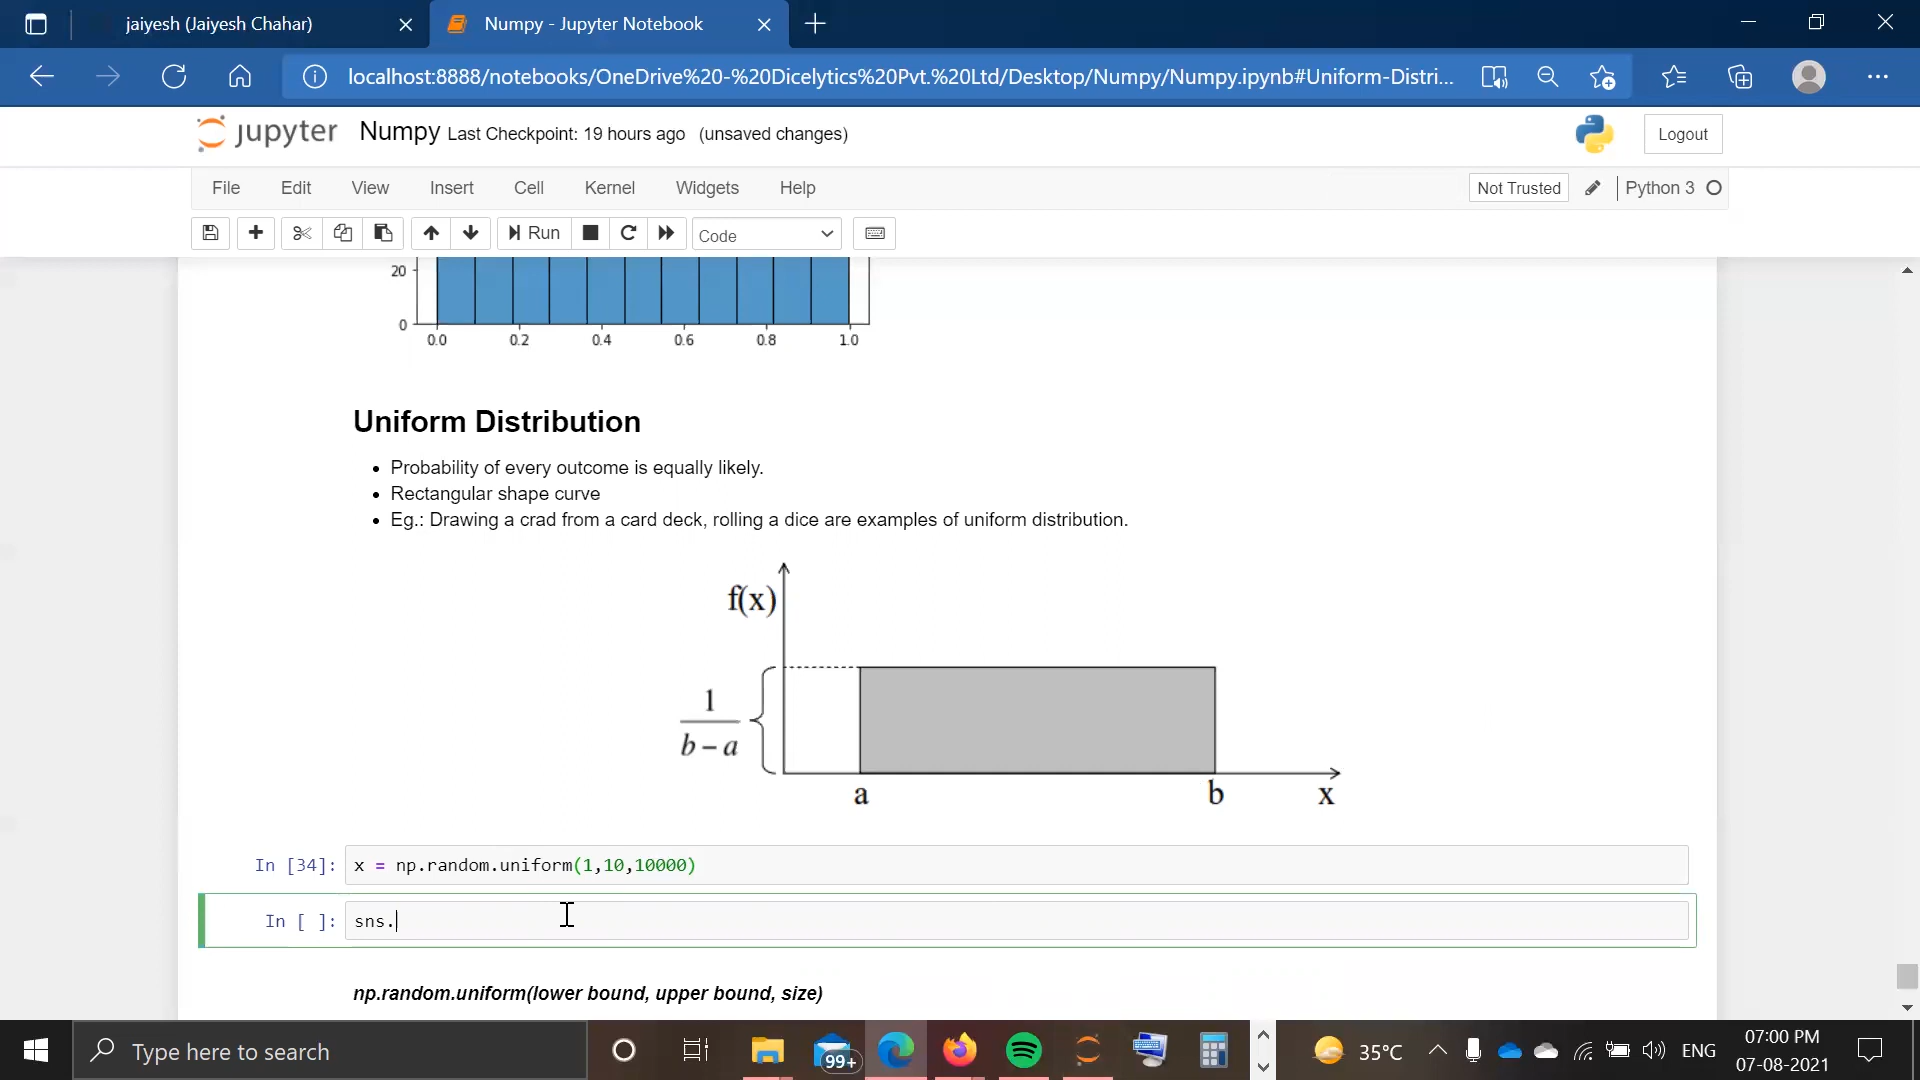 jaiyesh (Jaiyesh Chahar)
Numpy - Jupyter Notebook
localhost:8888/notebooks/OneDrive%20-%20Dicelytics%20Pvt.%20Ltd/Desktop/Numpy/Numpy.ipynb#Uniform-Distri...
jupyter Numpy Last Checkpoint: 19 hours ago (unsaved changes)
Logout
File Edit View Insert Cell Kernel Widgets Help
Not Trusted
Python 3
Run
Code
20
0
0.0 0.2 0.4 0.6 0.8 1.0
Uniform Distribution
• Probability of every outcome is equally likely.
• Rectangular shape curve
• Eg.: Drawing a crad from a card deck, rolling a dice are examples of uniform distribution.
f(x)
1
b – a
a b x
In [34]: x = np.random.uniform(1,10,10000)
In [ ]: sns.
np.random.uniform(lower bound, upper bound, size)
Type here to search
99+
35°C
ENG
07:00 PM
07-08-2021